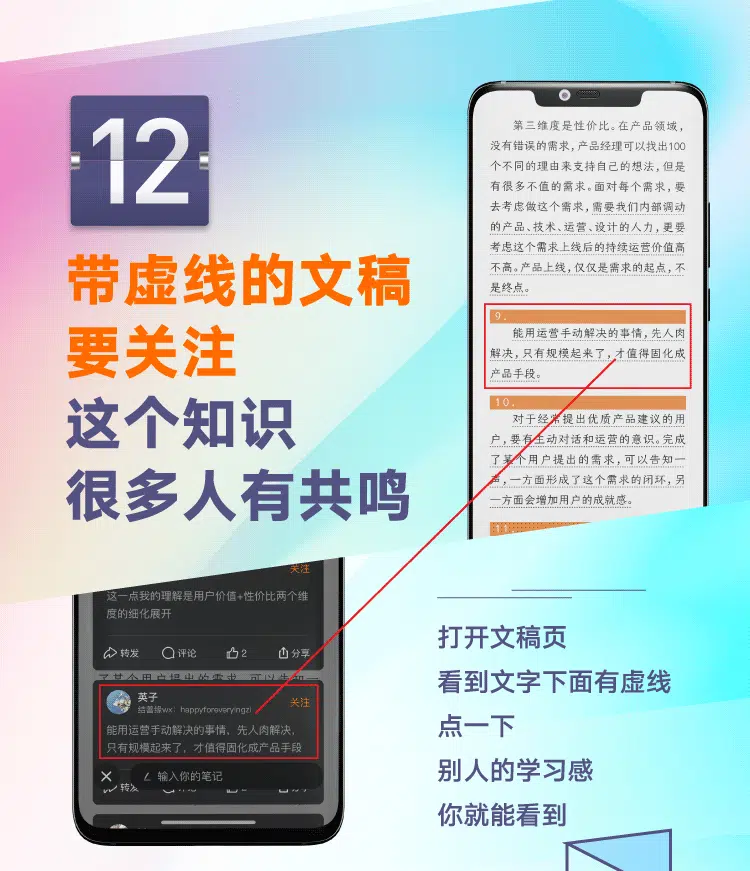 12
带虚线的文稿
要关注
这个知识
很多人有共鸣
第三维度是性价比。在产品领域，
没有错误的需求，产品经理可以找出100
个不同的理由来支持自己的想法，但是
有很多不值的需求。面对每个需求，要
去考虑做这个需求，需要我们内部调动
的产品、技术、运营、设计的人力，更要
考虑这个需求上线后的持续运营价值高
不高。产品上线，仅仅是需求的起点，不
是终点。
9.
能用运营手动解决的事情，先人肉
解决，只有规模起来了，才值得固化成
产品手段。
10.
对于经常提出优质产品建议的用
户，要有主动对话和运营的意识。完成
了某个用户提出的需求，可以告知一
声，一方面形成了这个需求的闭环，另
一方面会增加用户的成就感。
11.
关注
这一点我的理解是用户价值+性价比两个维
度的细化展开
转发 评论 2 分享
了某个用户提出的需求，可以告知一
英子
关注
结善缘wx：happyforeveryingzi
能用运营手动解决的事情、先人肉解决，
只有规模起来了，才值得固化成产品手段
输入你的笔记
打开文稿页
看到文字下面有虚线
点一下
别人的学习感
你就能看到